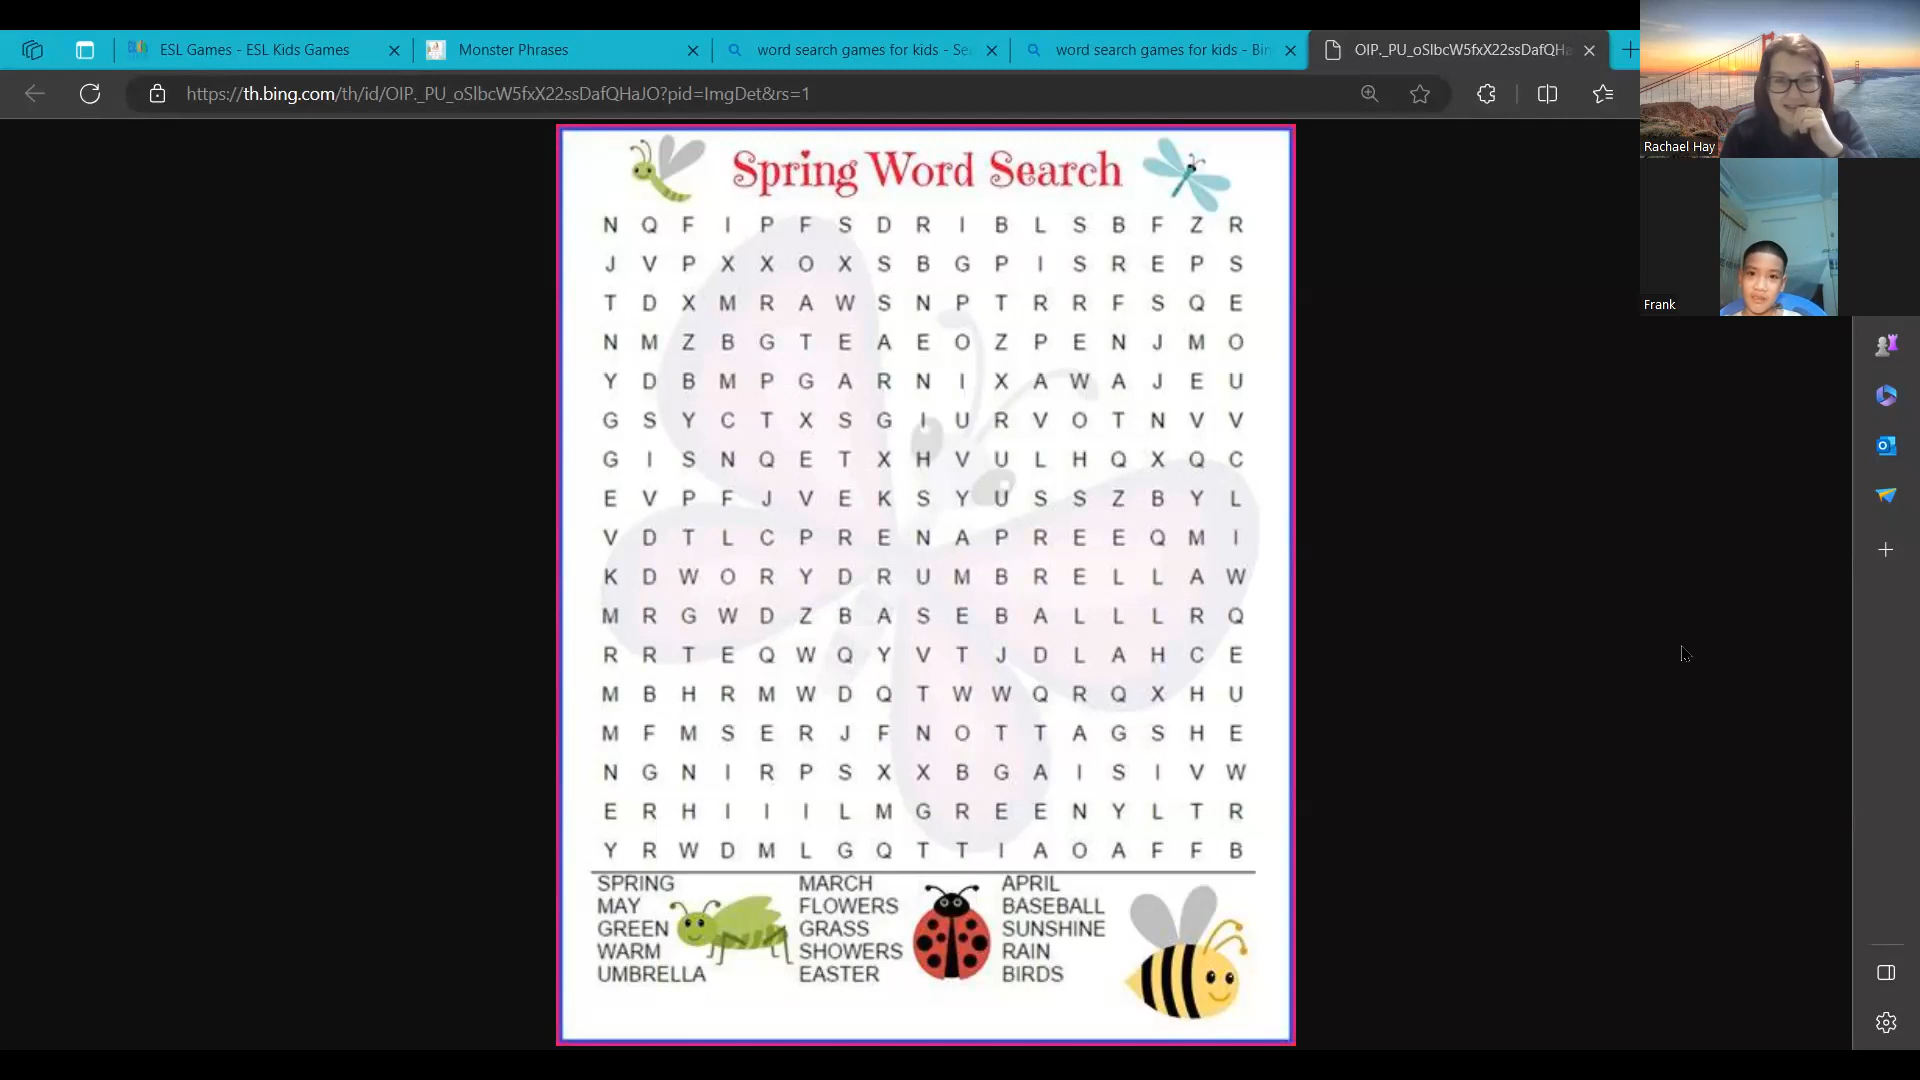 ESL Games - ESL Kids Games
Monster Phrases
word search games for kids - Se
word search games for kids - Bin
OIP._PU_oSlbcW5fxX22ssDafQHa
https://th.bing.com/th/id/OIP._PU_oSlbcW5fxX22ssDafQHaJO?pid=ImgDet&rs=1
Rachael Hay
Frank
Spring Word Search
N Q F I P F S D R I B L S B F Z R
J V P X X O X S B G P I S R E P S
T D X M R A W S N P T R R F S Q E
N M Z B G T E A E O Z P E N J M O
Y D B M P G A R N I X A W A J E U
G S Y C T X S G I U R V O T N V V
G I S N Q E T X H V U L H Q X Q C
E V P F J V E K S Y U S S Z B Y L
V D T L C P R E N A P R E E Q M I
K D W O R Y D R U M B R E L L A W
M R G W D Z B A S E B A L L L R Q
R R T E Q W Q Y V T J D L A H C E
M B H R M W D Q T W W Q R Q X H U
M F M S E R J F N O T T A G S H E
N G N I R P S X X B G A I S I V W
E R H I I I L M G R E E N Y L T R
Y R W D M L G Q T T I A O A F F B
SPRING MARCH APRIL
MAY FLOWERS BASEBALL
GREEN GRASS SUNSHINE
WARM SHOWERS RAIN
UMBRELLA EASTER BIRDS